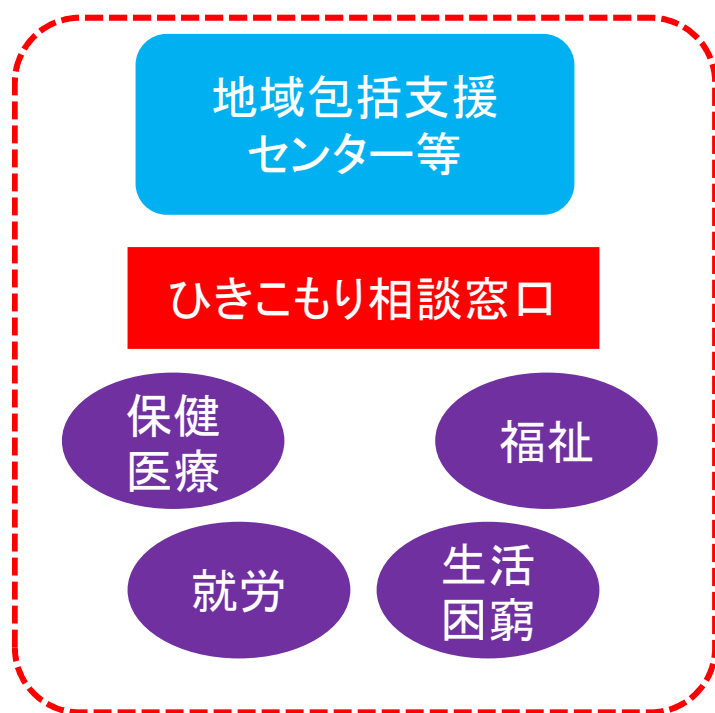 地域包括支援
センター等
ひきこもり相談窓口
保健
医療
福祉
就労
生活
困窮